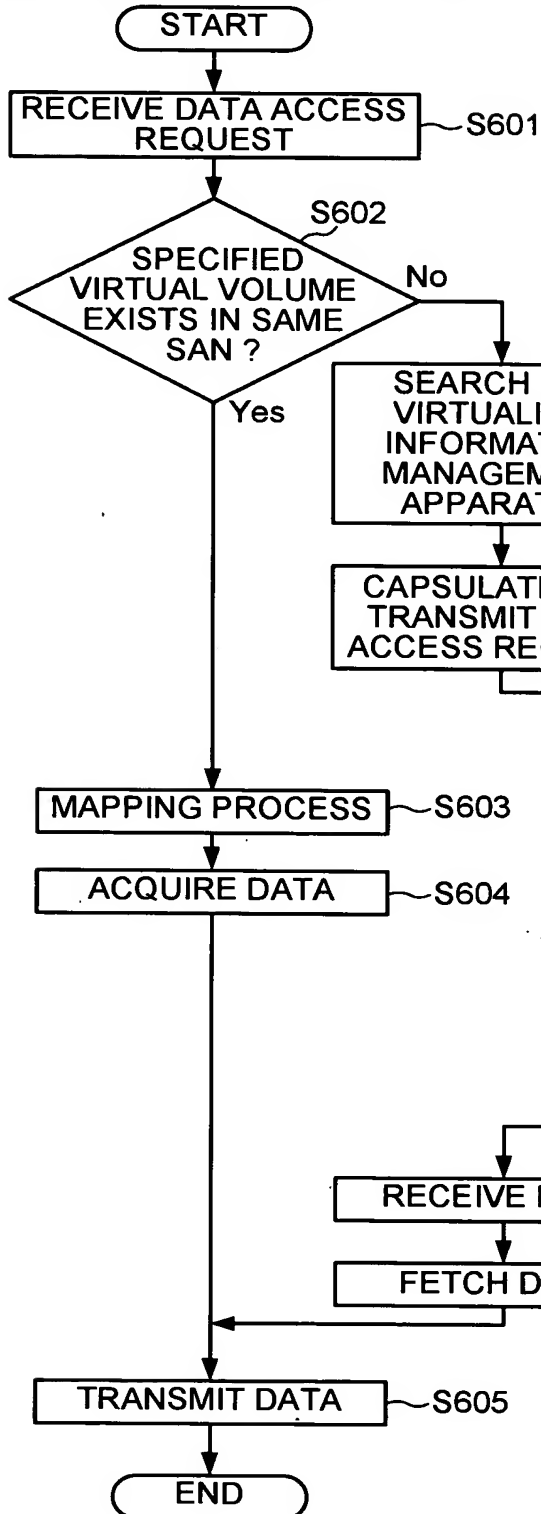 START
RECEIVE DATA ACCESS
REQUEST
S601
S602
SPECIFIED
VIRTUAL VOLUME
EXISTS IN SAME
SAN ?
No
Yes
SEARCH
VIRTUALI
INFORMAT
MANAGEM
APPARAT
CAPSULAT
TRANSMIT
ACCESS RE
MAPPING PROCESS
S603
ACQUIRE DATA
S604
RECEIVE
FETCH D
TRANSMIT DATA
S605
END